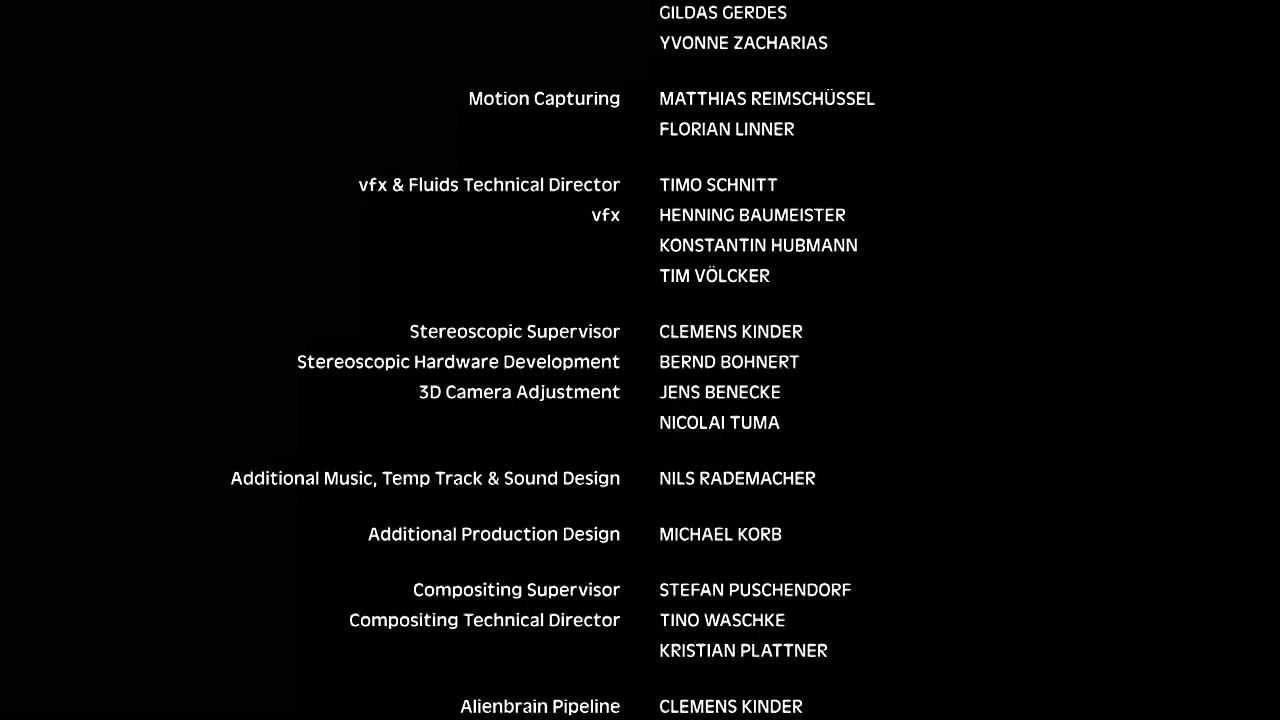 GILDAS GERDES
YVONNE ZACHARIAS
Motion Capturing MATTHIAS REIMSCHÜSSEL
FLORIAN LINNER
vfx & Fluids Technical Director TIMO SCHNITT
vfx HENNING BAUMEISTER
KONSTANTIN HUBMANN
TIM VÖLCKER
Stereoscopic Supervisor CLEMENS KINDER
Stereoscopic Hardware Development BERND BOHNERT
3D Camera Adjustment JENS BENECKE
NICOLAI TUMA
Additional Music, Temp Track & Sound Design NILS RADEMACHER
Additional Production Design MICHAEL KORB
Compositing Supervisor STEFAN PUSCHENDORF
Compositing Technical Director TINO WASCHKE
KRISTIAN PLATTNER
Alienbrain Pipeline CLEMENS KINDER